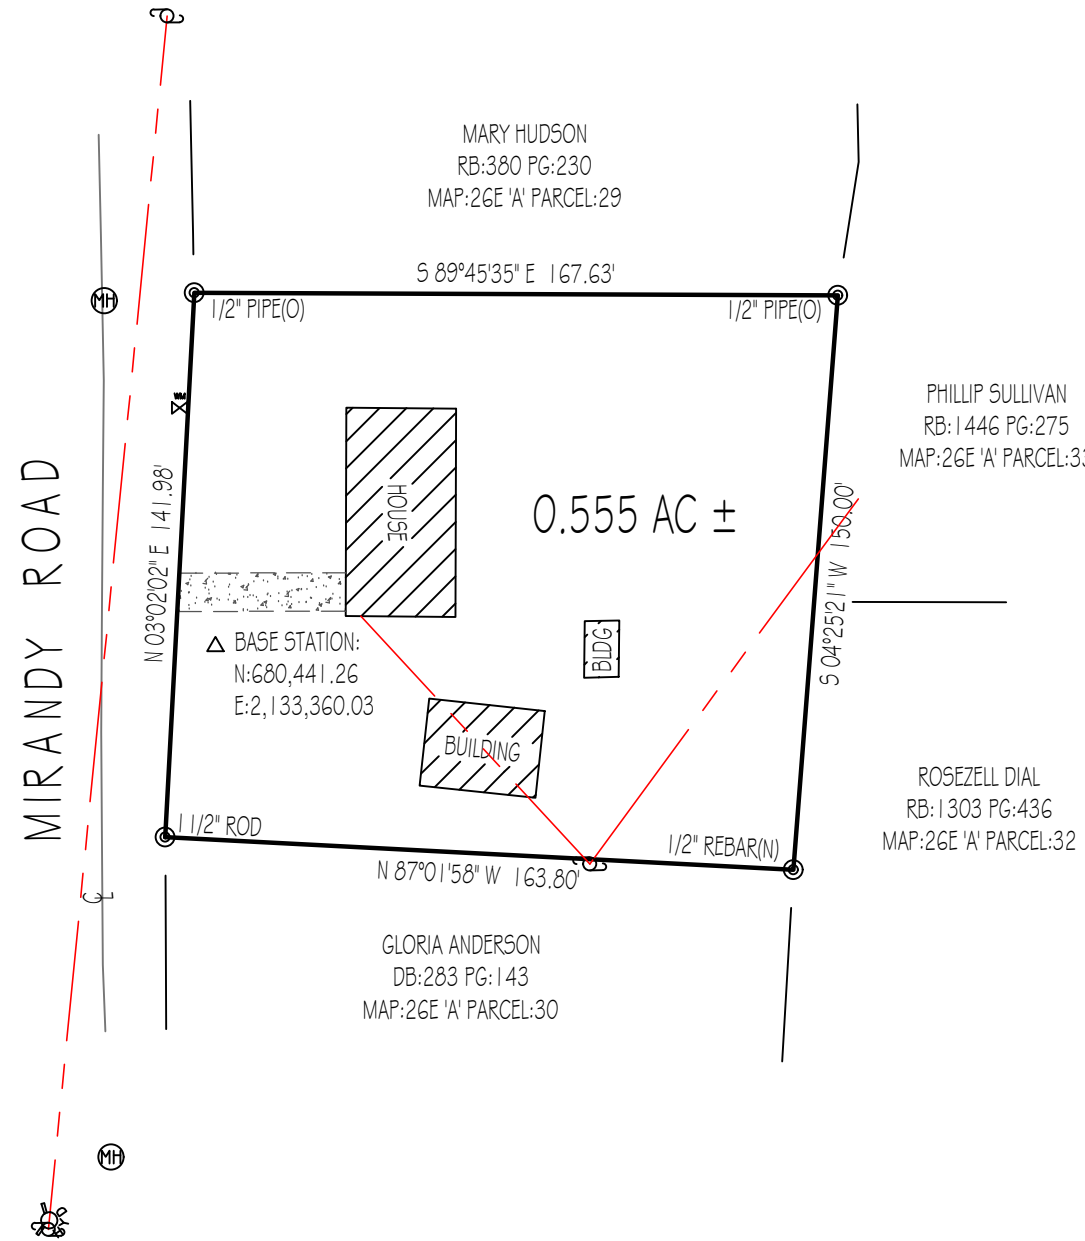 MARY HUDSON
RB:380 PG:230
MAP:26E 'A' PARCEL:29
S 89°45'35" E 167.63'
MH
1/2" PIPE(O)
1/2" PIPE(O)
WM
PHILLIP SULLIVAN
RB:1446 PG:275
MAP:26E 'A' PARCEL:33
MIRANDY ROAD
N 03°02'02" E 141.98'
HOUSE
0.555 AC ±
S 04°25'21" W 150.00'
BASE STATION:
N:680,441.26
E:2,133,360.03
BLDG
BUILDING
ROSEZELL DIAL
RB:1303 PG:436
MAP:26E 'A' PARCEL:32
1 1/2" ROD
1/2" REBAR(N)
N 87°01'58" W 163.80'
CL
GLORIA ANDERSON
DB:283 PG:143
MAP:26E 'A' PARCEL:30
MH